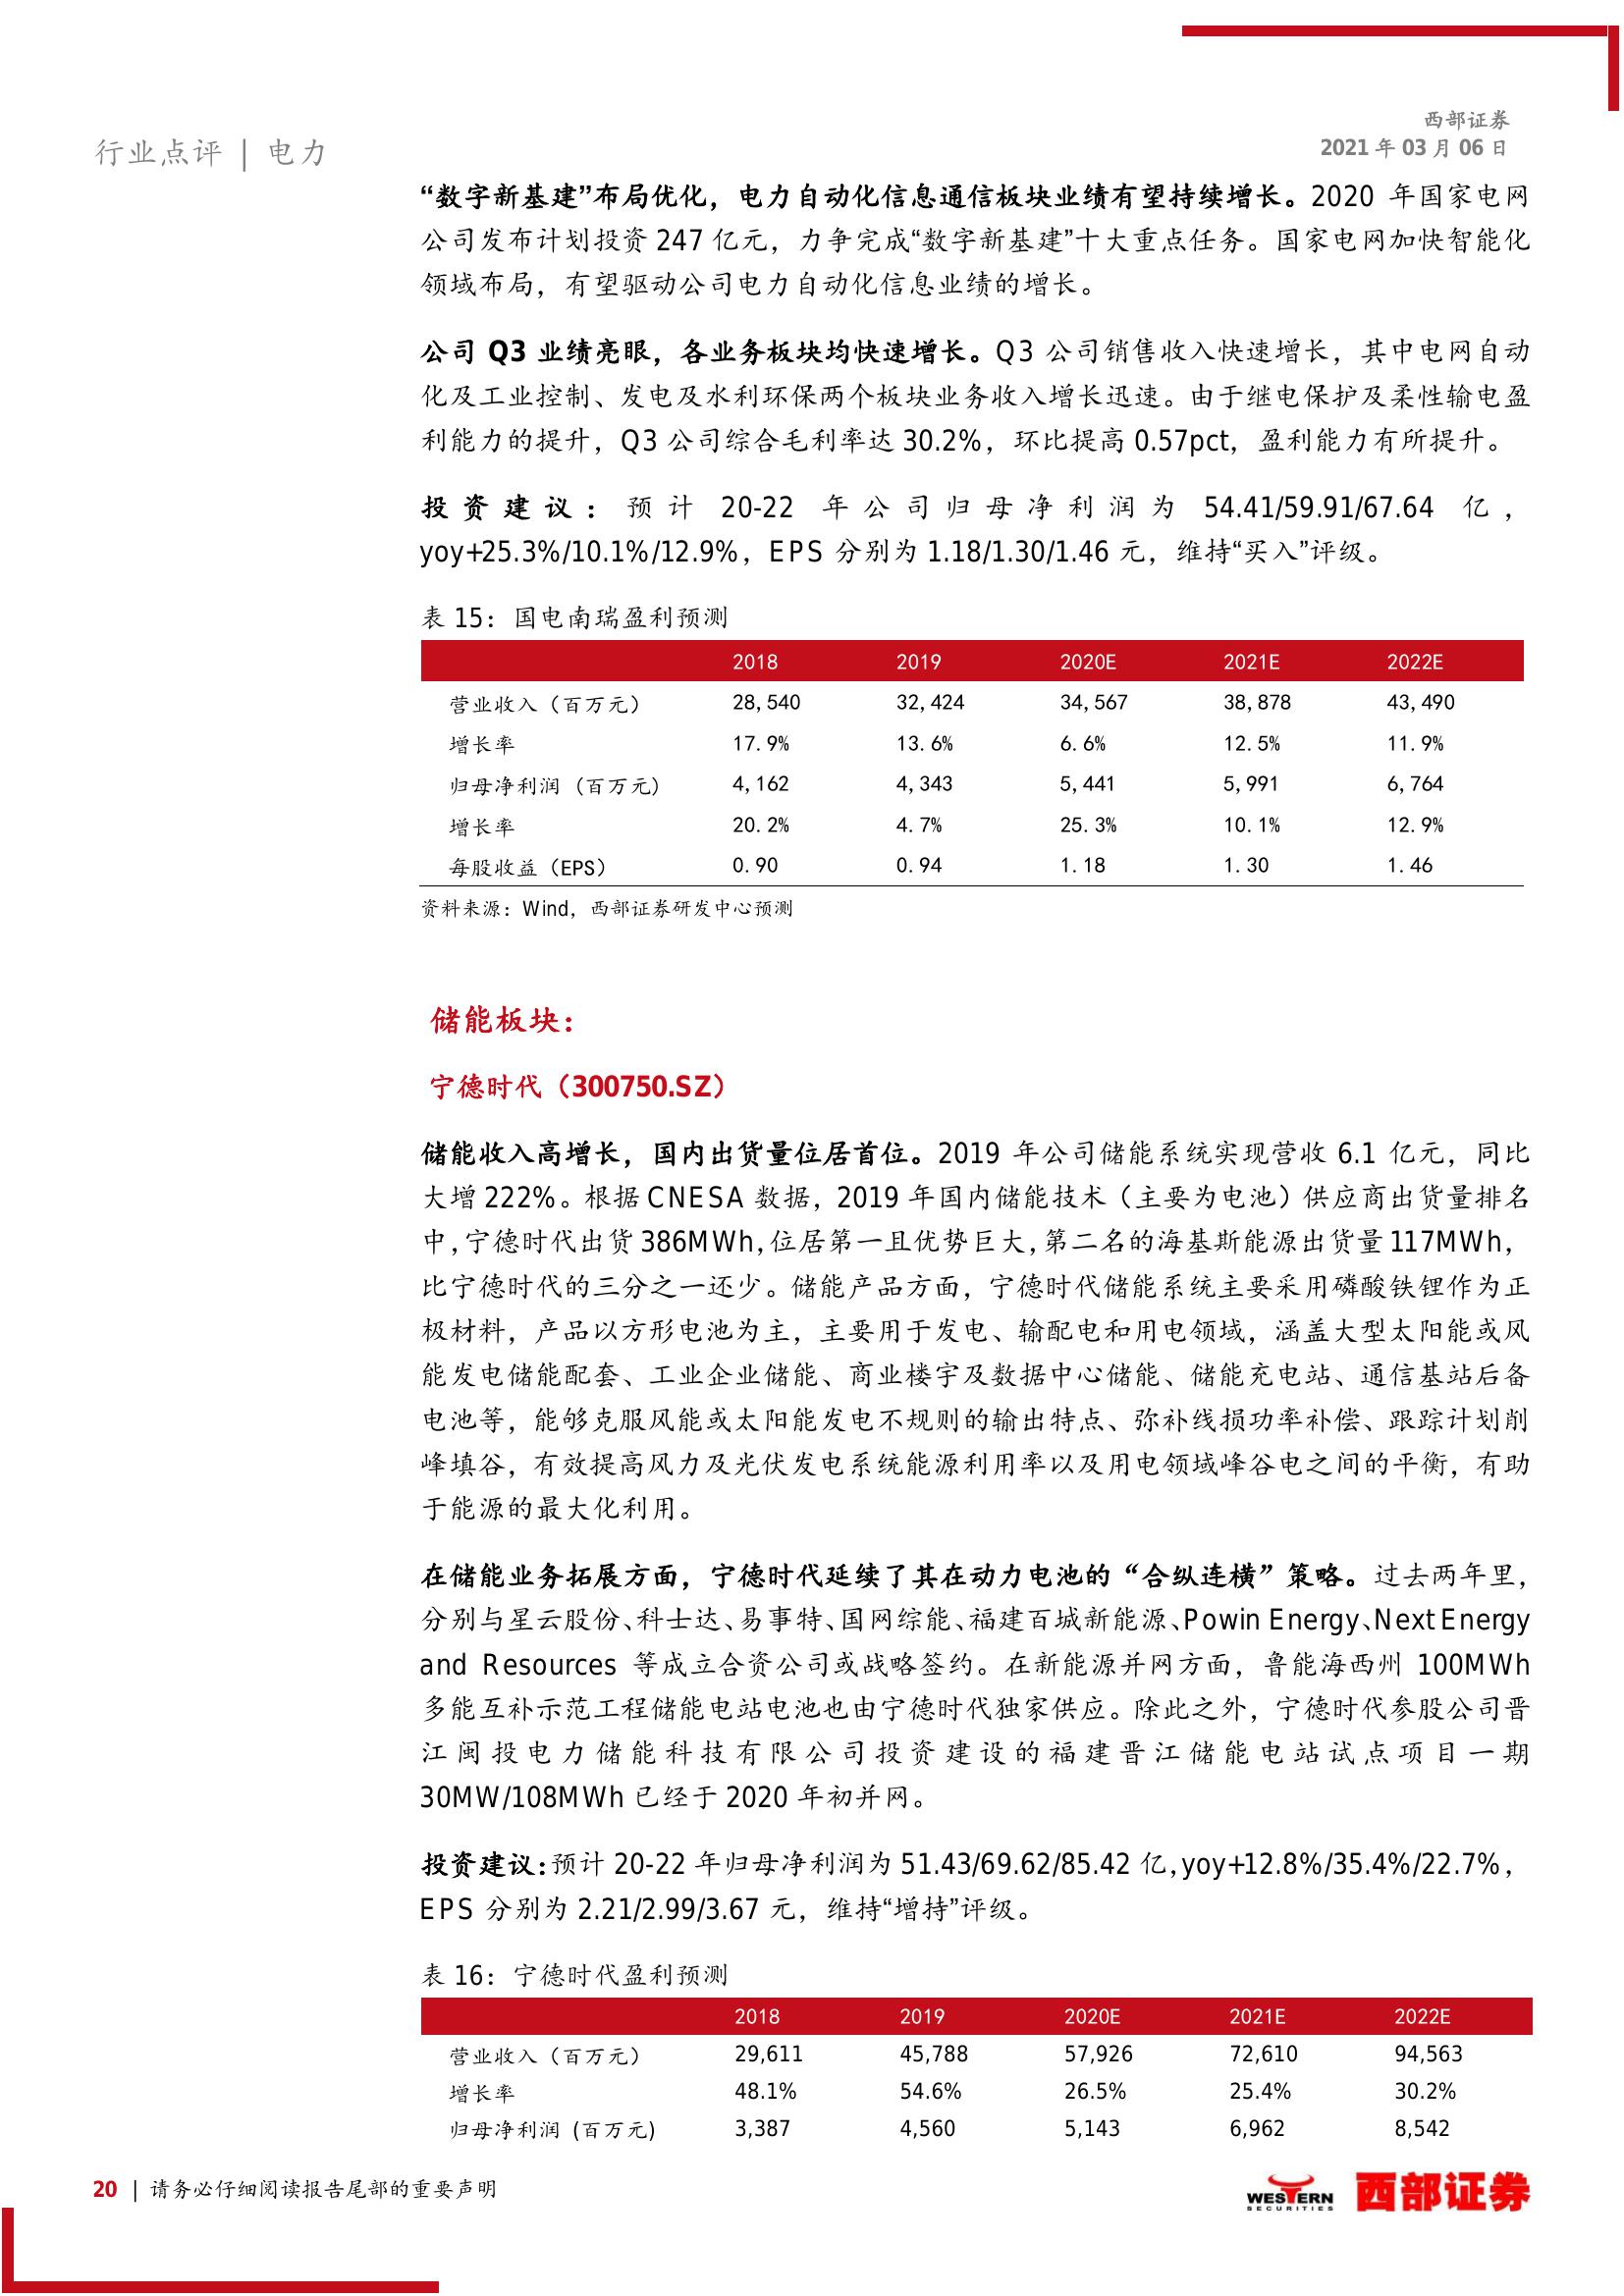 西部证券
2021 年 03 月 06 日
行业点评 | 电力
“数字新基建”布局优化，电力自动化信息通信板块业绩有望持续增长。2020 年国家电网
公司发布计划投资 247 亿元，力争完成“数字新基建”十大重点任务。国家电网加快智能化
领域布局，有望驱动公司电力自动化信息业绩的增长。
公司 Q3 业绩亮眼，各业务板块均快速增长。Q3 公司销售收入快速增长，其中电网自动
化及工业控制、发电及水利环保两个板块业务收入增长迅速。由于继电保护及柔性输电盈
利能力的提升，Q3 公司综合毛利率达 30.2%，环比提高 0.57pct，盈利能力有所提升。
投资建议：预计 20-22 年公司归母净利润为 54.41/59.91/67.64 亿，
yoy+25.3%/10.1%/12.9%，EPS 分别为 1.18/1.30/1.46 元，维持“买入”评级。
表 15：国电南瑞盈利预测
2018 2019 2020E 2021E 2022E
营业收入（百万元） 28,540 32,424 34,567 38,878 43,490
增长率 17.9% 13.6% 6.6% 12.5% 11.9%
归母净利润（百万元） 4,162 4,343 5,441 5,991 6,764
增长率 20.2% 4.7% 25.3% 10.1% 12.9%
每股收益（EPS） 0.90 0.94 1.18 1.30 1.46
资料来源：Wind，西部证券研发中心预测
储能板块：
宁德时代（300750.SZ）
储能收入高增长，国内出货量位居首位。2019 年公司储能系统实现营收 6.1 亿元，同比
大增 222%。根据 CNESA 数据，2019 年国内储能技术（主要为电池）供应商出货量排名
中，宁德时代出货 386MWh，位居第一且优势巨大，第二名的海基斯能源出货量 117MWh，
比宁德时代的三分之一还少。储能产品方面，宁德时代储能系统主要采用磷酸铁锂作为正
极材料，产品以方形电池为主，主要用于发电、输配电和用电领域，涵盖大型太阳能或风
能发电储能配套、工业企业储能、商业楼宇及数据中心储能、储能充电站、通信基站后备
电池等，能够克服风能或太阳能发电不规则的输出特点、弥补线损功率补偿、跟踪计划削
峰填谷，有效提高风力及光伏发电系统能源利用率以及用电领域峰谷电之间的平衡，有助
于能源的最大化利用。
在储能业务拓展方面，宁德时代延续了其在动力电池的“合纵连横”策略。过去两年里，
分别与星云股份、科士达、易事特、国网综能、福建百城新能源、Powin Energy、Next Energy
and Resources 等成立合资公司或战略签约。在新能源并网方面，鲁能海西州 100MWh
多能互补示范工程储能电站电池也由宁德时代独家供应。除此之外，宁德时代参股公司晋
江闽投电力储能科技有限公司投资建设的福建晋江储能电站试点项目一期
30MW/108MWh 已经于 2020 年初并网。
投资建议：预计 20-22 年归母净利润为 51.43/69.62/85.42 亿，yoy+12.8%/35.4%/22.7%，
EPS 分别为 2.21/2.99/3.67 元，维持“增持”评级。
表 16：宁德时代盈利预测
2018 2019 2020E 2021E 2022E
营业收入（百万元） 29,611 45,788 57,926 72,610 94,563
增长率 48.1% 54.6% 26.5% 25.4% 30.2%
归母净利润（百万元） 3,387 4,560 5,143 6,962 8,542
20 | 请务必仔细阅读报告尾部的重要声明
WESTERN
SECURITIES
西部证券